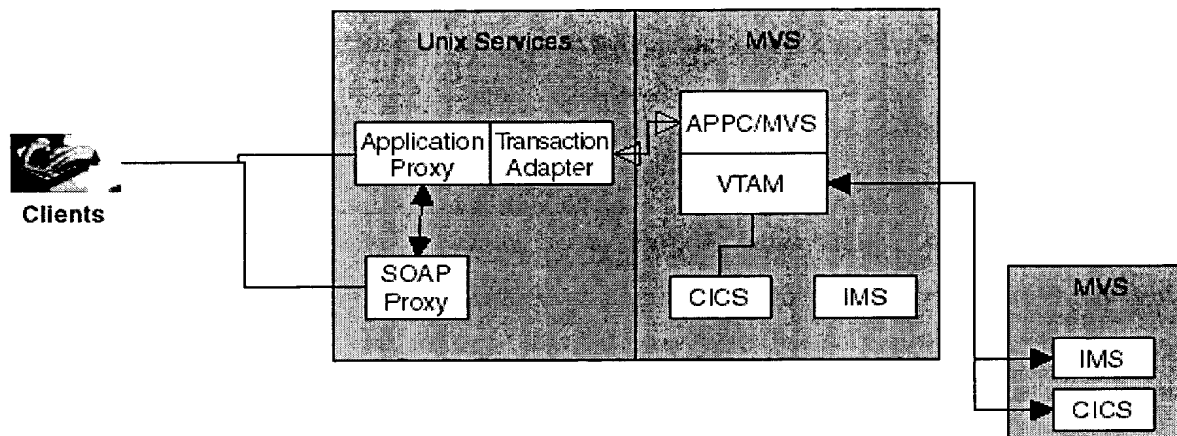 Unix Services
MVS
Application
Proxy
Transaction
Adapter
APPC/MVS
VTAM
Clients
SOAP
Proxy
CICS
IMS
MVS
IMS
CICS